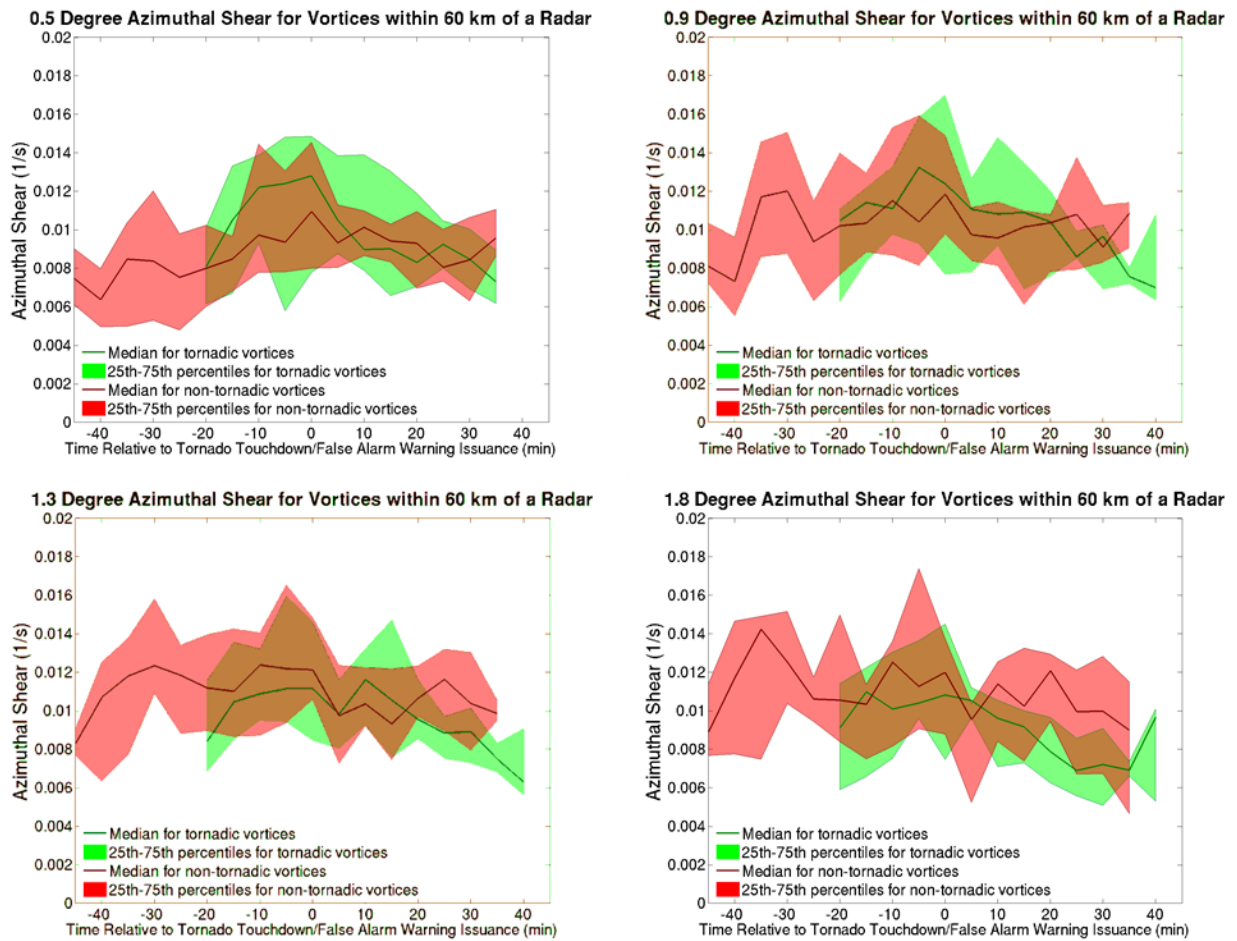 0.5 Degree Azimuthal Shear for Vortices within 60 km of a Radar
0.02
0.018
0.016
0.014
0.012
0.01
0.008
0.006
0.004
0.002
0
Azimuthal Shear (1/s)
Median for tornadic vortices
25th-75th percentiles for tornadic vortices
Median for non-tornadic vortices
25th-75th percentiles for non-tornadic vortices
-40 -30 -20 -10 0 10 20 30 40
Time Relative to Tornado Touchdown/False Alarm Warning Issuance (min)
0.9 Degree Azimuthal Shear for Vortices within 60 km of a Radar
0.02
0.018
0.016
0.014
0.012
0.01
0.008
0.006
0.004
0.002
0
Azimuthal Shear (1/s)
Median for tornadic vortices
25th-75th percentiles for tornadic vortices
Median for non-tornadic vortices
25th-75th percentiles for non-tornadic vortices
-40 -30 -20 -10 0 10 20 30 40
Time Relative to Tornado Touchdown/False Alarm Warning Issuance (min)
1.3 Degree Azimuthal Shear for Vortices within 60 km of a Radar
0.02
0.018
0.016
0.014
0.012
0.01
0.008
0.006
0.004
0.002
0
Azimuthal Shear (1/s)
Median for tornadic vortices
25th-75th percentiles for tornadic vortices
Median for non-tornadic vortices
25th-75th percentiles for non-tornadic vortices
-40 -30 -20 -10 0 10 20 30 40
Time Relative to Tornado Touchdown/False Alarm Warning Issuance (min)
1.8 Degree Azimuthal Shear for Vortices within 60 km of a Radar
0.02
0.018
0.016
0.014
0.012
0.01
0.008
0.006
0.004
0.002
0
Azimuthal Shear (1/s)
Median for tornadic vortices
25th-75th percentiles for tornadic vortices
Median for non-tornadic vortices
25th-75th percentiles for non-tornadic vortices
-40 -30 -20 -10 0 10 20 30 40
Time Relative to Tornado Touchdown/False Alarm Warning Issuance (min)